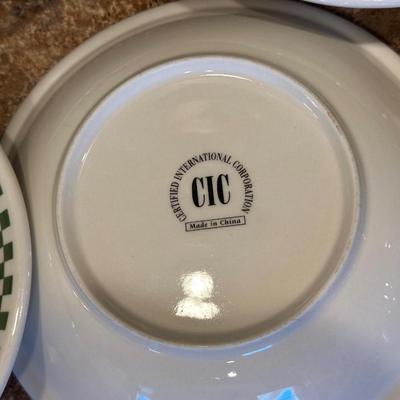 CERTIFIED INTERNATIONAL CORPORATION
CIC
Made in China